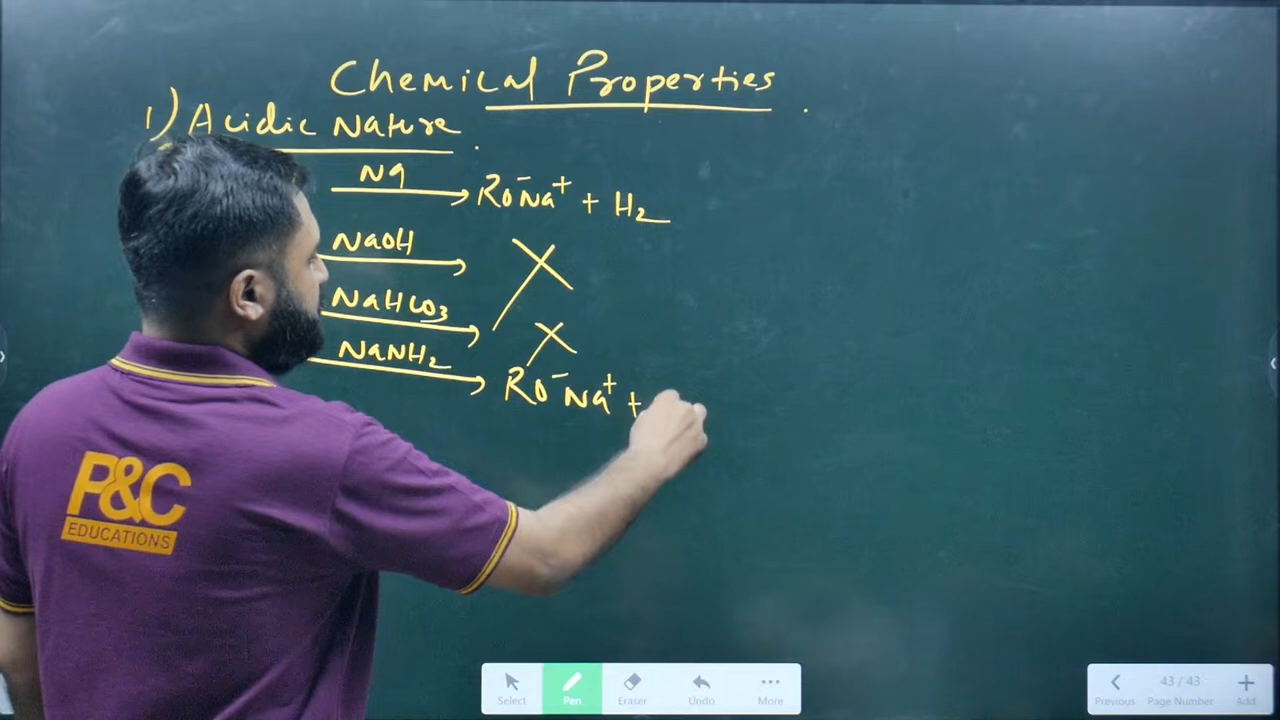 Chemical Properties
1) Acidic Nature
Na
RO⁻Na⁺ + H₂
NaOH
NaHCO₃
NaNH₂
RO⁻Na⁺ +
P&C
EDUCATIONS
Select
Pen
Eraser
Undo
More
Previous
43 / 43
Page Number
Add